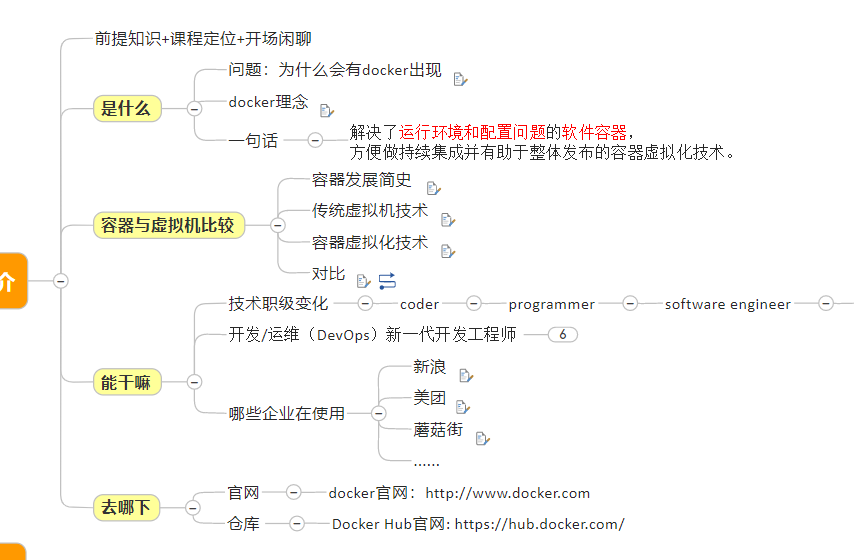 前提知识+课程定位+开场闲聊
是什么
问题：为什么会有docker出现
docker理念
一句话
解决了运行环境和配置问题的软件容器，
方便做持续集成并有助于整体发布的容器虚拟化技术。
容器与虚拟机比较
容器发展简史
传统虚拟机技术
容器虚拟化技术
对比
介
能干嘛
技术职级变化
coder
programmer
software engineer
开发/运维（DevOps）新一代开发工程师
6
哪些企业在使用
新浪
美团
蘑菇街
......
去哪下
官网
docker官网：http://www.docker.com
仓库
Docker Hub官网: https://hub.docker.com/